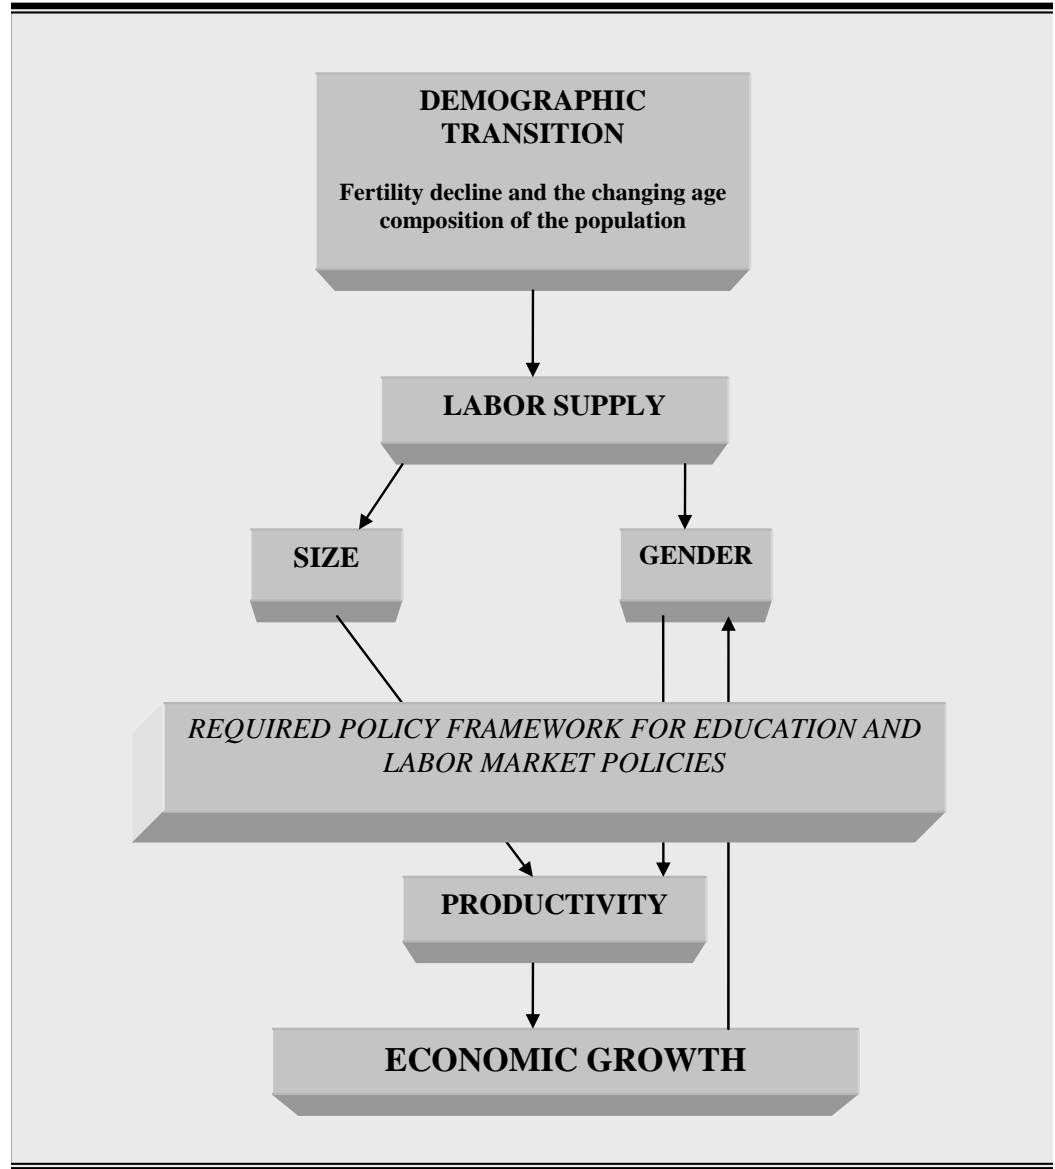 DEMOGRAPHIC
TRANSITION
Fertility decline and the changing age
composition of the population
LABOR SUPPLY
SIZE
GENDER
REQUIRED POLICY FRAMEWORK FOR EDUCATION AND
LABOR MARKET POLICIES
PRODUCTIVITY
ECONOMIC GROWTH